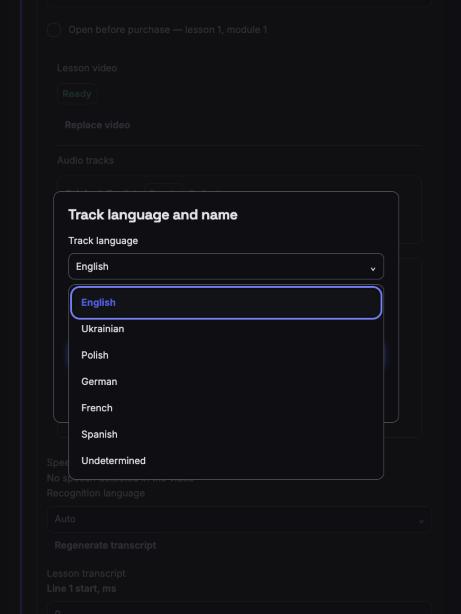 Open before purchase — lesson 1, module 1
Lesson video
Ready
Replace video
Audio tracks
Track language and name
Track language
English
English
Ukrainian
Polish
German
French
Spanish
Undetermined
Recognition language
Auto
Regenerate transcript
Lesson transcript
Line 1 start, ms